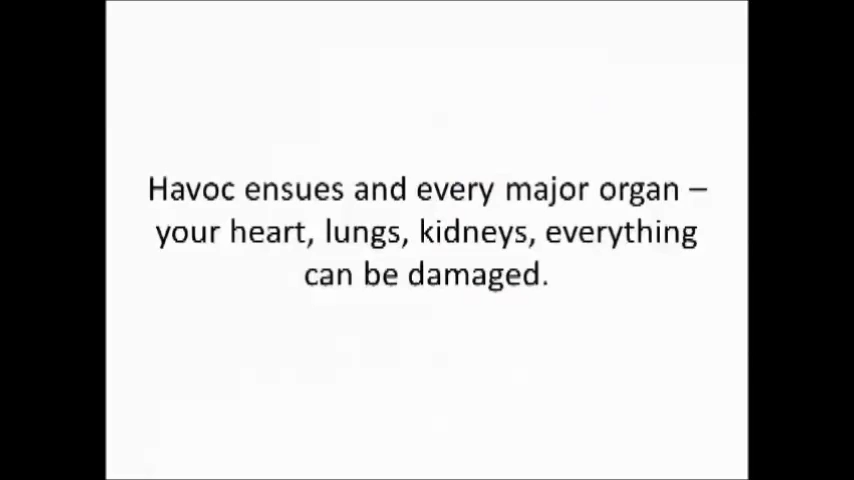 Havoc ensues and every major organ –
your heart, lungs, kidneys, everything
can be damaged.